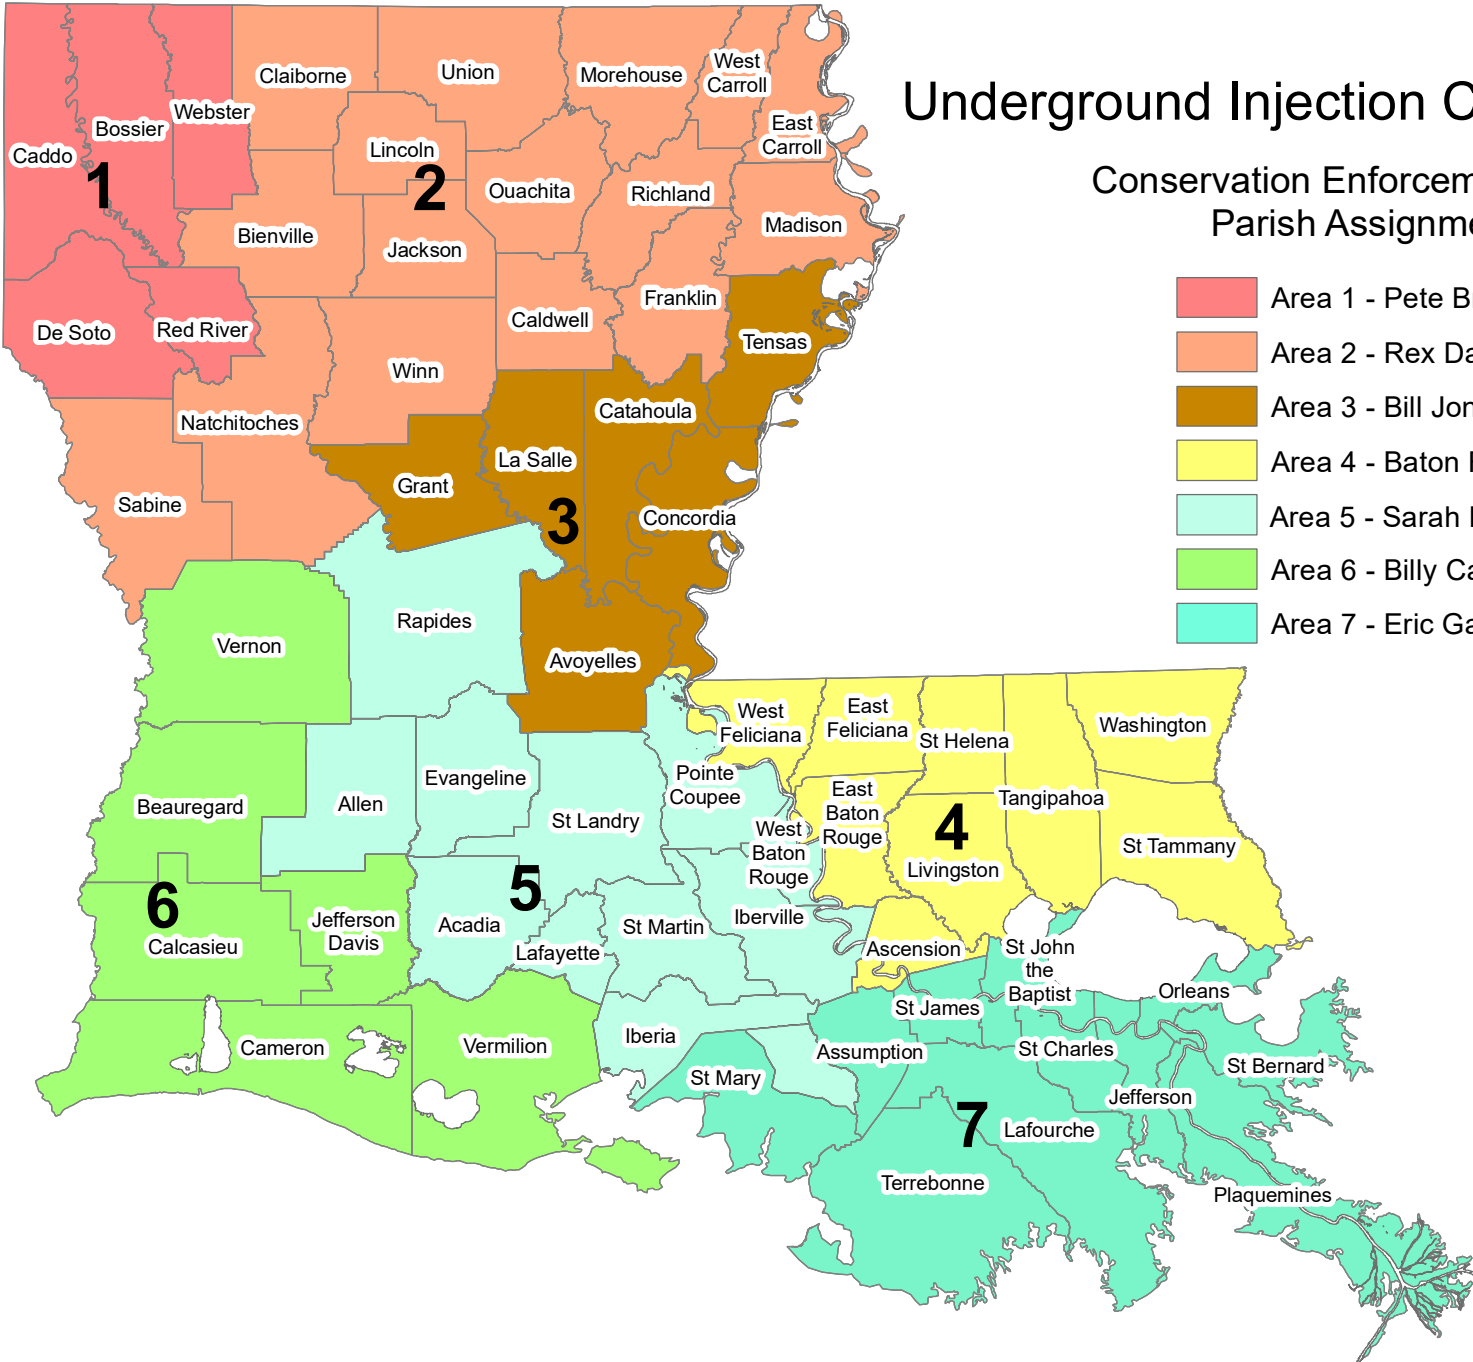 Underground Injection C
Conservation Enforcem
Parish Assignme
Area 1 - Pete B
Area 2 - Rex Da
Area 3 - Bill Jon
Area 4 - Baton
Area 5 - Sarah
Area 6 - Billy Ca
Area 7 - Eric Ga
Claiborne
Union
Morehouse
West
Carroll
Webster
Bossier
Caddo
1
Lincoln
2
East
Carroll
Ouachita
Richland
Madison
Bienville
Jackson
De Soto
Red River
Caldwell
Franklin
Tensas
Winn
Natchitoches
Catahoula
La Salle
Grant
Sabine
3
Concordia
Vernon
Rapides
Avoyelles
West
Feliciana
East
Feliciana
St Helena
Washington
Beauregard
Allen
Evangeline
St Landry
Pointe
Coupee
East
Baton
Rouge
Tangipahoa
4
West
Baton
Rouge
Livingston
St Tammany
6
5
Calcasieu
Jefferson
Davis
Acadia
Lafayette
St Martin
Iberville
Ascension
St John
the
Baptist
Orleans
St James
Cameron
Vermilion
Iberia
Assumption
St Charles
St Bernard
St Mary
Jefferson
7
Lafourche
Terrebonne
Plaquemines